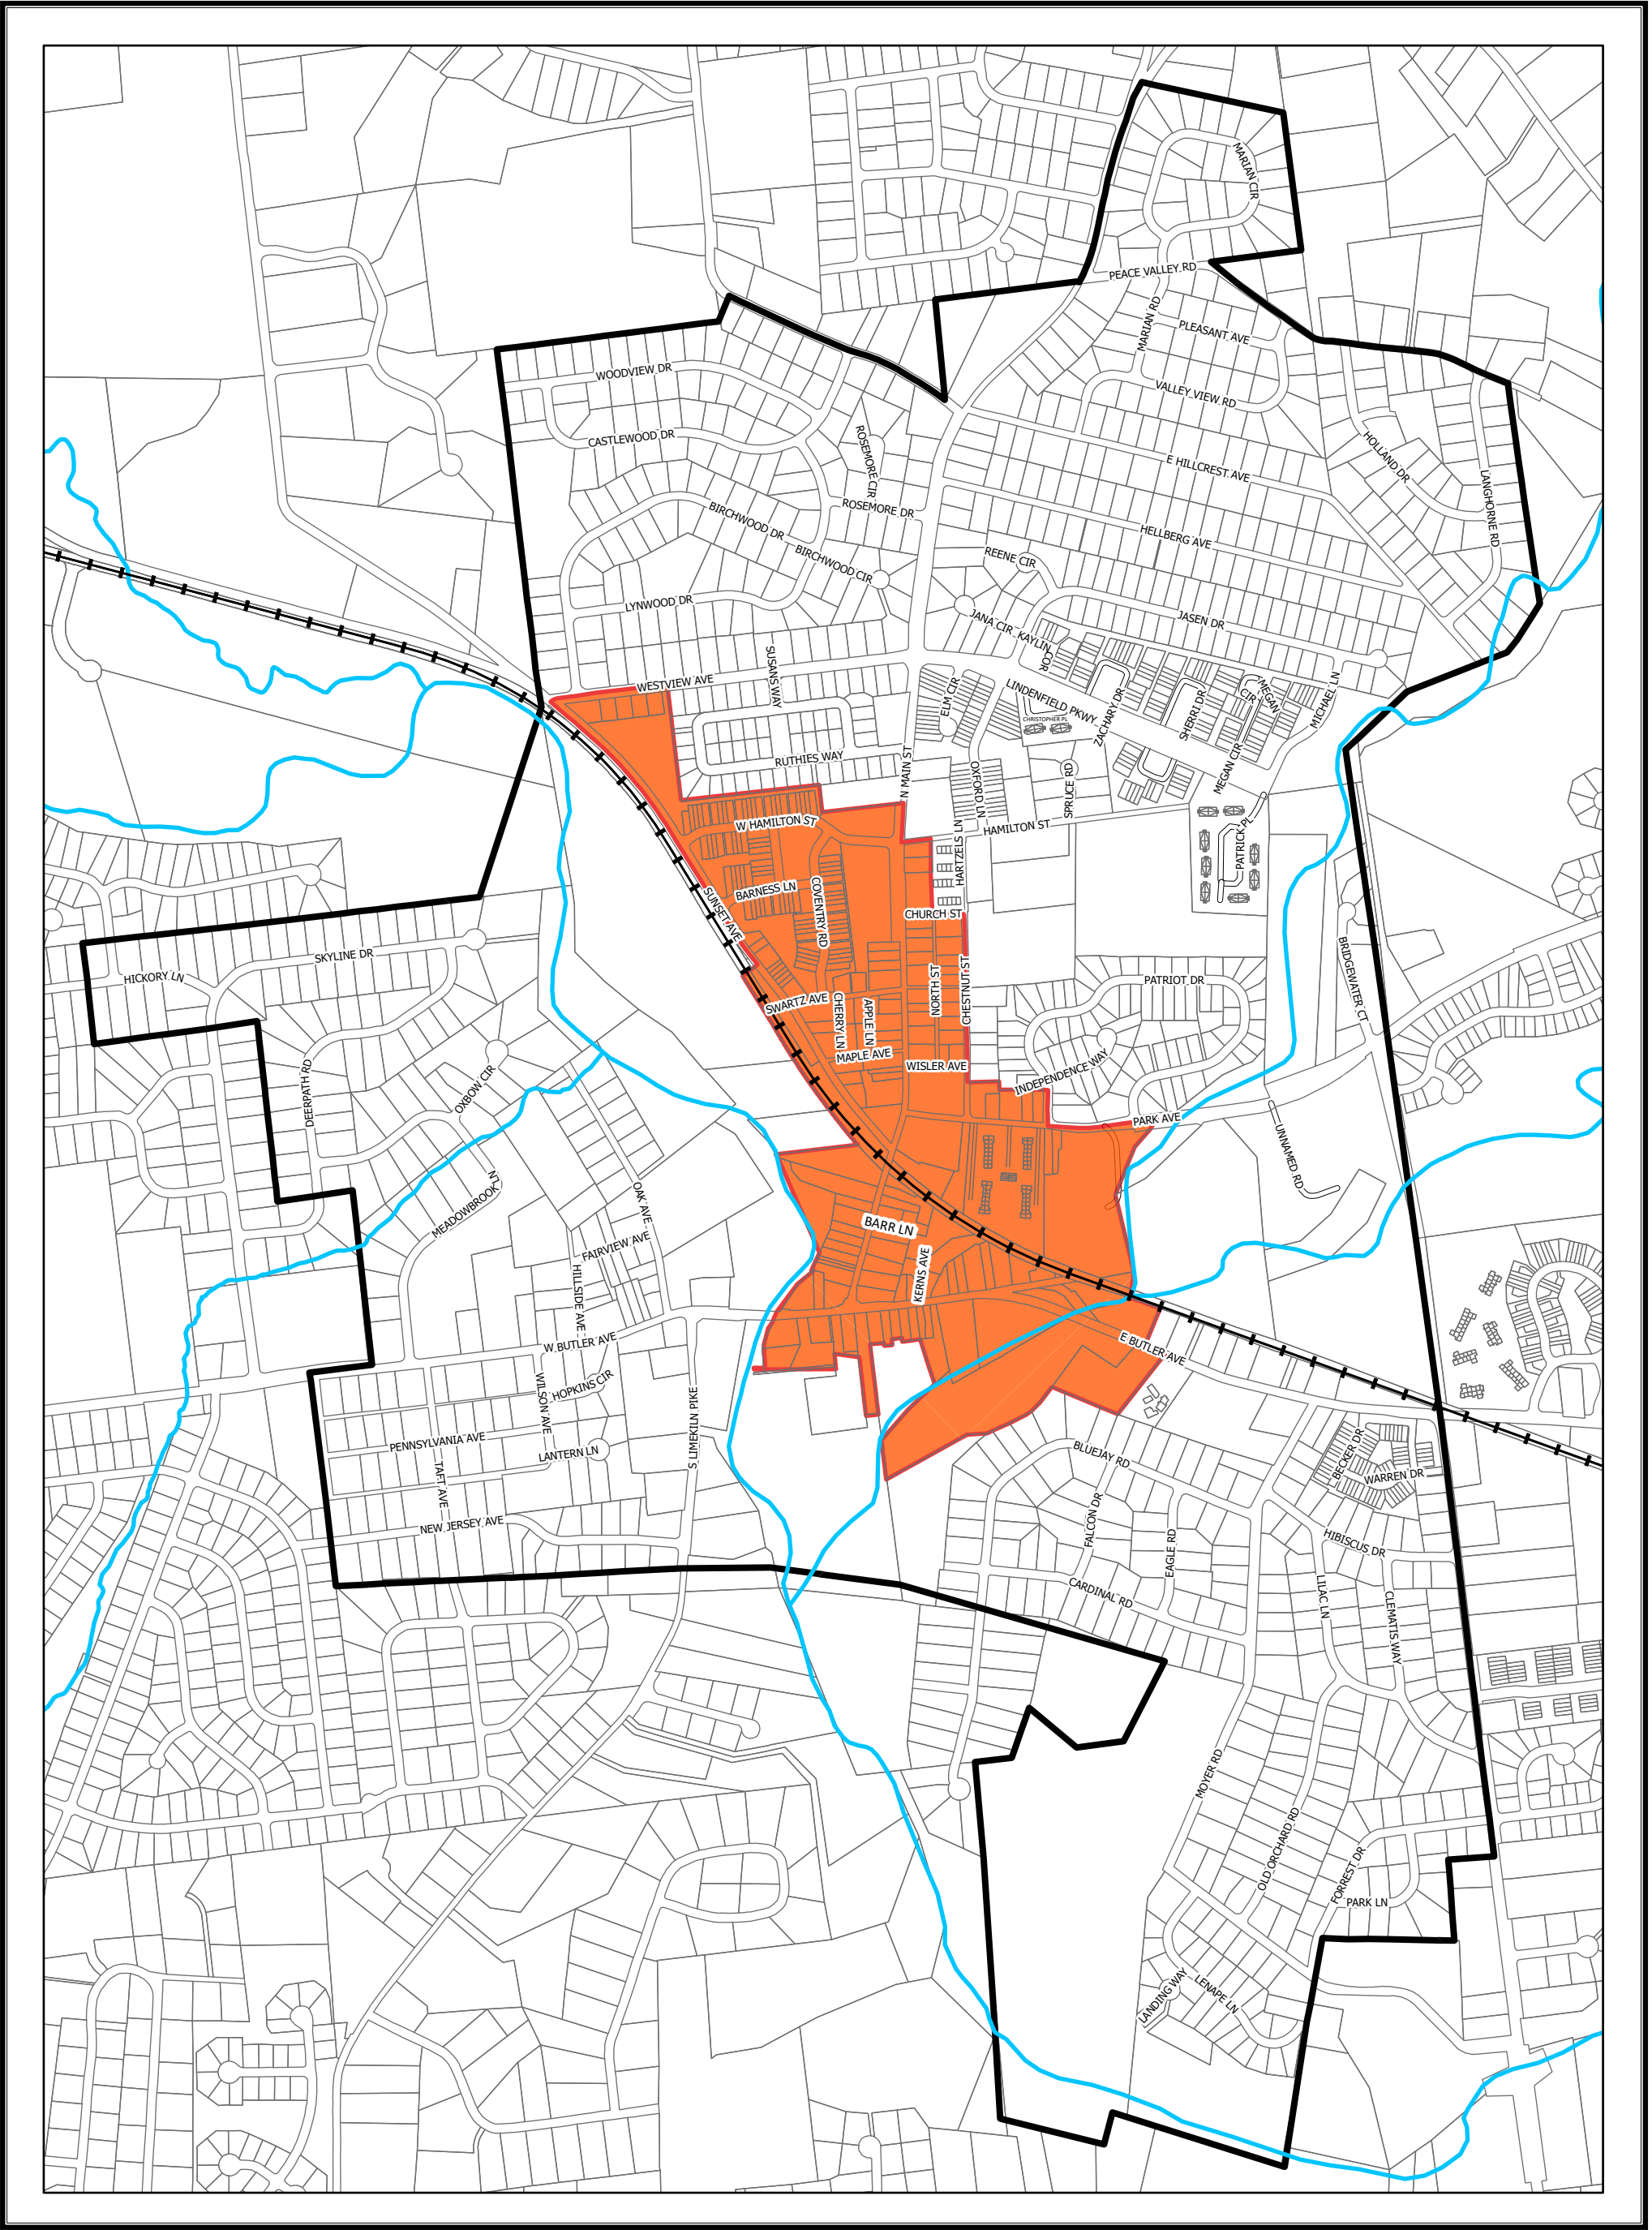 MARIAN CIR
PEACE VALLEY RD
MARIAN RD
PLEASANT AVE
WOODVIEW DR
VALLEY VIEW RD
CASTLEWOOD DR
ROSEMORE CIR
HOLLAND DR
E HILLCREST AVE
LANGHORNE RD
ROSEMORE DR
BIRCHWOOD DR
HELLBERG AVE
BIRCHWOOD CIR
REENE CIR
LYNWOOD DR
JANA CIR
KAYLIN
COR
JASEN DR
SUSANS WAY
WESTVIEW AVE
ELM CIR
LINDENFIELD PKWY
CHRISTOPHER PL
ZACHARY DR
SHERRI DR
MEGAN
CIR
MICHAEL LN
RUTHIES WAY
N MAIN ST
OXFORD LN
SPRUCE RD
MEGAN CIR
W HAMILTON ST
HAMILTON ST
HARTZELS LN
PATRICK PL
BARNESS LN
COVENTRY RD
SUNSET AVE
CHURCH ST
SKYLINE DR
HICKORY LN
BRIDGEWATER CT
PATRIOT DR
SWARTZ AVE
CHERRY LN
APPLE LN
NORTH ST
CHESTNUT ST
MAPLE AVE
WISLER AVE
INDEPENDENCE WAY
DEERPATH RD
OXBOW CIR
PARK AVE
UNNAMED RD
MEADOWBROOK
LN
OAK AVE
FAIRVIEW AVE
BARR LN
KERNS AVE
HILLSIDE AVE
W BUTLER AVE
E BUTLER AVE
WILSON AVE
HOPKINS CIR
S LIMEKILN PIKE
PENNSYLVANIA AVE
LANTERN LN
TAFT AVE
BLUEJAY RD
BECKER DR
WARREN DR
NEW JERSEY AVE
FALCON DR
EAGLE RD
HIBISCUS DR
CARDINAL RD
LILAC LN
CLEMATIS WAY
MOYER RD
OLD ORCHARD RD
FORREST DR
PARK LN
LANDING WAY
LENAPE LN